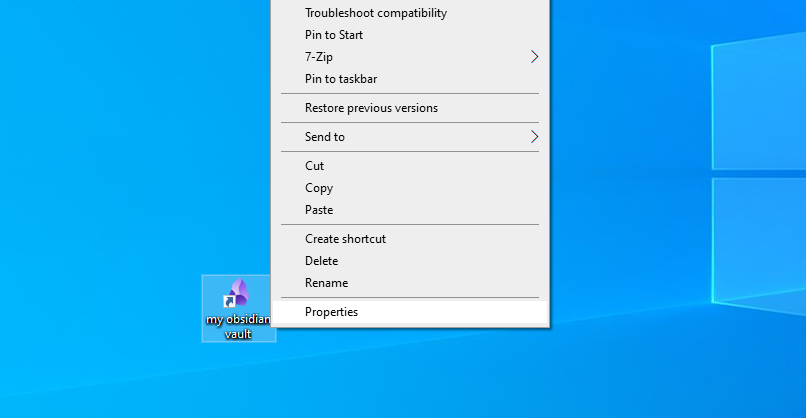 Troubleshoot compatibility
Pin to Start
7-Zip
Pin to taskbar
Restore previous versions
Send to
Cut
Copy
Paste
Create shortcut
Delete
Rename
Properties
my obsidian
vault